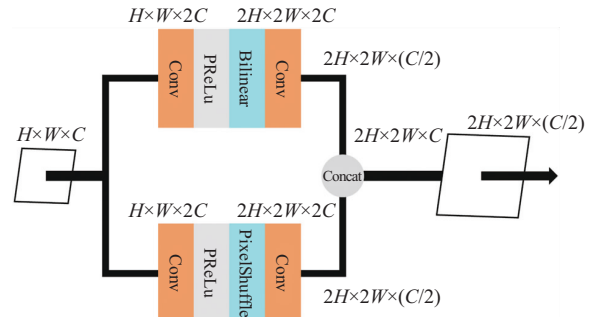 H×W×2C 2H×2W×2C
Conv
PReLu
Bilinear
Conv
2H×2W×(C/2)
H×W×C
2H×2W×C
2H×2W×(C/2)
Concat
H×W×2C 2H×2W×2C
Conv
PReLu
PixelShuffle
Conv
2H×2W×(C/2)